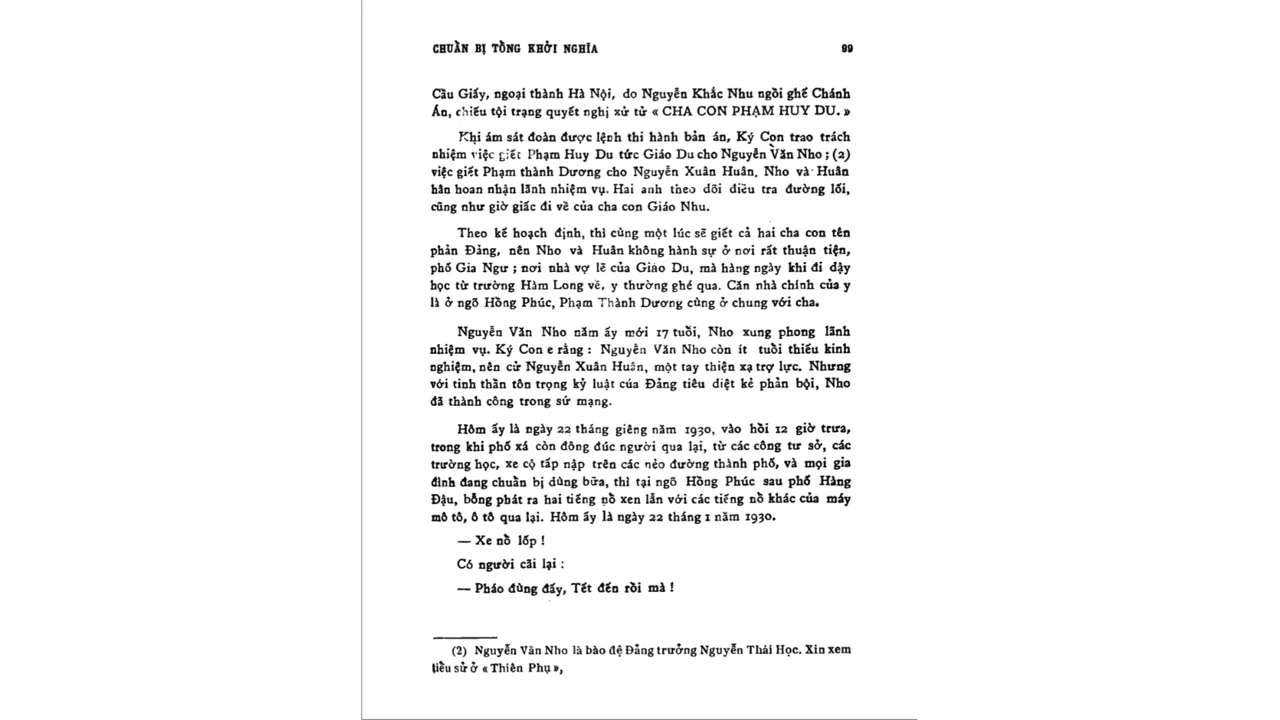 CHUẨN BỊ TỔNG KHỞI NGHĨA 99
Cầu Giấy, ngoại thành Hà Nội, do Nguyễn Khắc Nhu ngồi ghế Chánh
Án, chiếu tội trạng quyết nghị xử tử « CHA CON PHẠM HUY DU. »
Khi ám sát đoàn được lệnh thi hành bản án, Ký Con trao trách
nhiệm việc giết Phạm Huy Du tức Giáo Du cho Nguyễn Văn Nho ; (2)
việc giết Phạm thành Dương cho Nguyễn Xuân Huân. Nho và Huân
hân hoan nhận lãnh nhiệm vụ. Hai anh theo dõi điều tra đường lối,
cũng như giờ giấc đi về của cha con Giáo Nhu.
Theo kế hoạch định, thì cùng một lúc sẽ giết cả hai cha con tên
phản Đảng, nên Nho và Huân không hành sự ở nơi rất thuận tiện,
phố Gia Ngư ; nơi nhà vợ lẽ của Giáo Du, mà hàng ngày khi đi dậy
học từ trường Hàm Long về, y thường ghé qua. Căn nhà chính của y
là ở ngõ Hồng Phúc, Phạm Thành Dương cùng ở chung với cha.
Nguyễn Văn Nho năm ấy mới 17 tuổi, Nho xung phong lãnh
nhiệm vụ. Ký Con e rằng : Nguyễn Văn Nho còn ít tuổi thiếu kinh
nghiệm, nên cử Nguyễn Xuân Huân, một tay thiện xạ trợ lực. Nhưng
với tinh thần tôn trọng kỷ luật của Đảng tiêu diệt kẻ phản bội, Nho
đã thành công trong sứ mạng.
Hôm ấy là ngày 22 tháng giêng năm 1930, vào hồi 12 giờ trưa,
trong khi phố xá còn đông đúc người qua lại, từ các công tư sở, các
trường học, xe cộ tấp nập trên các nẻo đường thành phố, và mọi gia
đình đang chuẩn bị dùng bữa, thì tại ngõ Hồng Phúc sau phố Hàng
Đậu, bỗng phát ra hai tiếng nổ xen lẫn với các tiếng nổ khác của máy
mô tô, ô tô qua lại. Hôm ấy là ngày 22 tháng 1 năm 1930.
— Xe nổ lốp !
Có người cãi lại :
— Pháo đùng đấy, Tết đến rồi mà !
(2) Nguyễn Văn Nho là bào đệ Đảng trưởng Nguyễn Thái Học. Xin xem
tiểu sử ở « Thiên Phụ »,